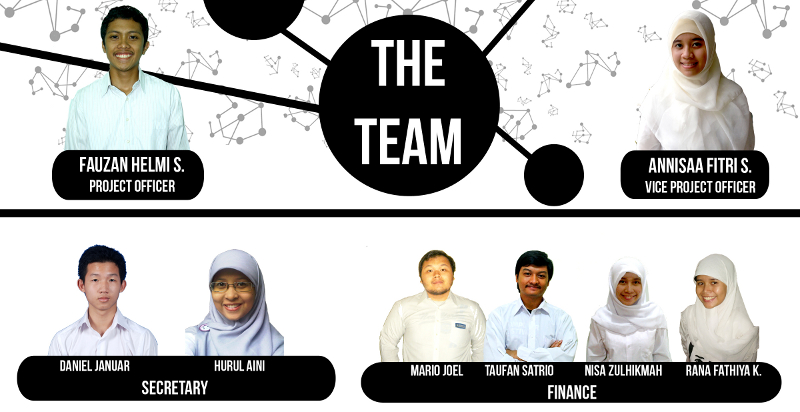 THE
TEAM
FAUZAN HELMI S.
PROJECT OFFICER
ANNISAA FITRI S.
VICE PROJECT OFFICER
DANIEL JANUAR
HURUL AINI
SECRETARY
MARIO JOEL
TAUFAN SATRIO
NISA ZULHIKMAH
RANA FATHIYA K.
FINANCE